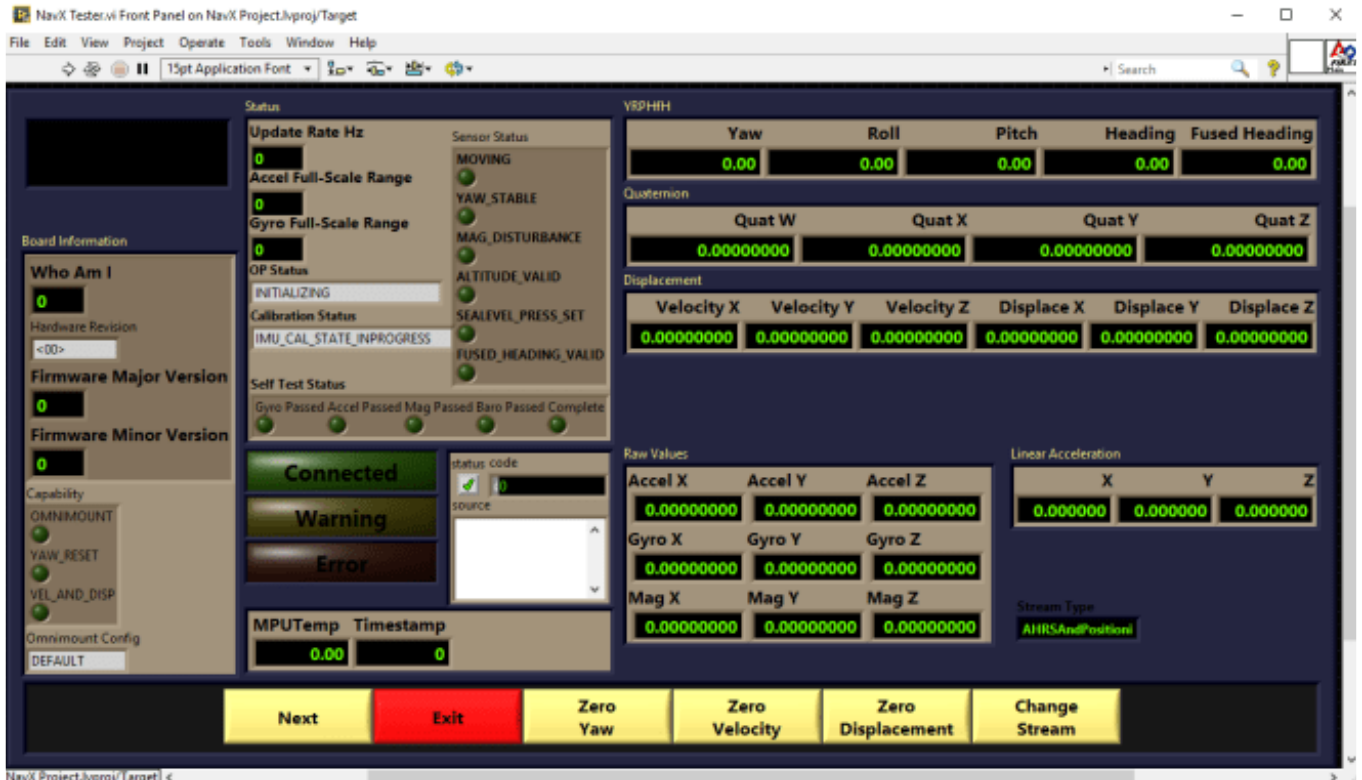 NavX Tester.vi Front Panel on NavX Project.lvproj/Target
File Edit View Project Operate Tools Window Help
15pt Application Font
Search
Status
Update Rate Hz
0
Accel Full-Scale Range
0
Gyro Full-Scale Range
0
OP Status
INITIALIZING
Calibration Status
IMU_CAL_STATE_INPROGRESS
Sensor Status
MOVING
YAW_STABLE
MAG_DISTURBANCE
ALTITUDE_VALID
SEALEVEL_PRESS_SET
FUSED_HEADING_VALID
Self Test Status
Gyro Passed Accel Passed Mag Passed Baro Passed Complete
Board Information
Who Am I
0
Hardware Revision
<00>
Firmware Major Version
0
Firmware Minor Version
0
Capability
OMNIMOUNT
YAW_RESET
VEL_AND_DISP
Omnimount Config
DEFAULT
Connected
Warning
Error
status code
0
source
MPUTemp Timestamp
0.00 0
YRPHfH
Yaw Roll Pitch Heading Fused Heading
0.00 0.00 0.00 0.00 0.00
Quaternion
Quat W Quat X Quat Y Quat Z
0.00000000 0.00000000 0.00000000 0.00000000
Displacement
Velocity X Velocity Y Velocity Z Displace X Displace Y Displace Z
0.00000000 0.00000000 0.00000000 0.00000000 0.00000000 0.00000000
Raw Values
Accel X Accel Y Accel Z
0.00000000 0.00000000 0.00000000
Gyro X Gyro Y Gyro Z
0.00000000 0.00000000 0.00000000
Mag X Mag Y Mag Z
0.00000000 0.00000000 0.00000000
Linear Acceleration
X Y Z
0.000000 0.000000 0.000000
Stream Type
AHRSAndPositioni
Next
Exit
Zero
Yaw
Zero
Velocity
Zero
Displacement
Change
Stream
NavX Project.lvproj/Target